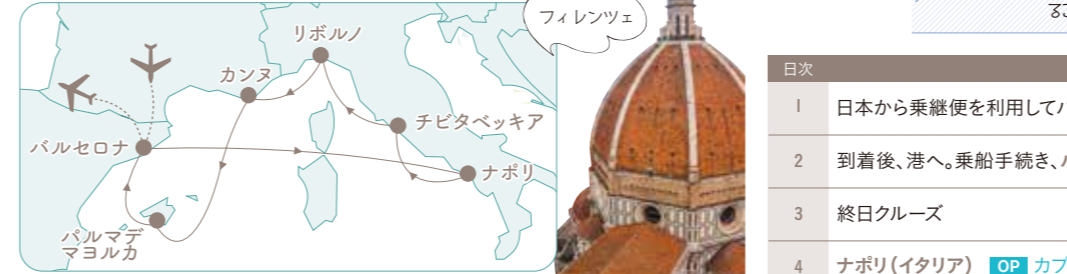 フィレンツェ
リボルノ
カンヌ
チビタベッキア
バルセロナ
ナポリ
パルマデ
マヨルカ
日次
1 日本から乗継便を利用して
2 到着後、港へ。乗船手続き、
3 終日クルーズ
4 ナポリ(イタリア) OP カプ